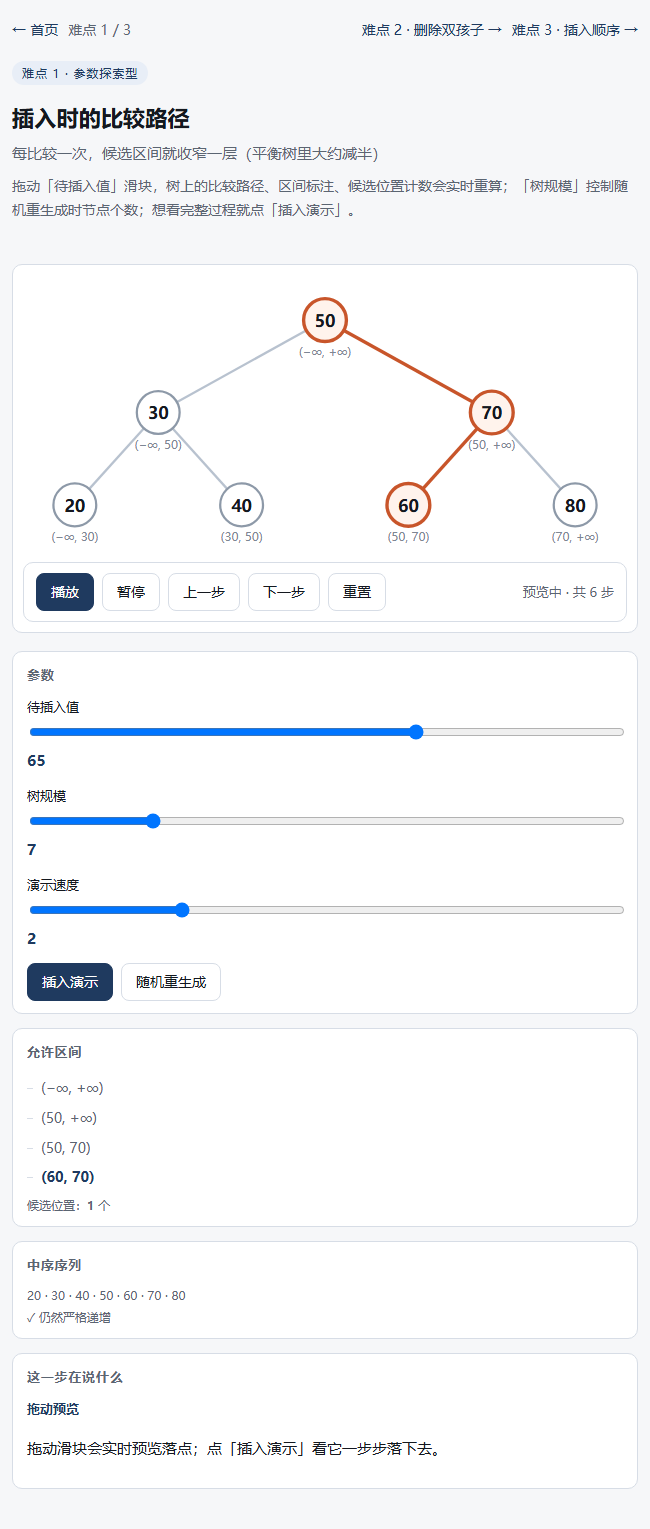 ← 首页 难点 1 / 3 难点 2 · 删除双孩子 → 难点 3 · 插入顺序 →
难点 1 · 参数探索型
插入时的比较路径
每比较一次，候选区间就收窄一层（平衡树里大约减半）
拖动「待插入值」滑块，树上的比较路径、区间标注、候选位置计数会实时重算；「树规模」控制随
机重生成时节点个数；想看完整过程就点「插入演示」。
50
(−∞, +∞)
30 70
(−∞, 50) (50, +∞)
20 40 60 80
(−∞, 30) (30, 50) (50, 70) (70, +∞)
播放 暂停 上一步 下一步 重置 预览中 · 共 6 步
参数
待插入值
65
树规模
7
演示速度
2
插入演示 随机重生成
允许区间
– (−∞, +∞)
– (50, +∞)
– (50, 70)
– (60, 70)
候选位置：1 个
中序序列
20 · 30 · 40 · 50 · 60 · 70 · 80
✓ 仍然严格递增
这一步在说什么
拖动预览
拖动滑块会实时预览落点；点「插入演示」看它一步步落下去。